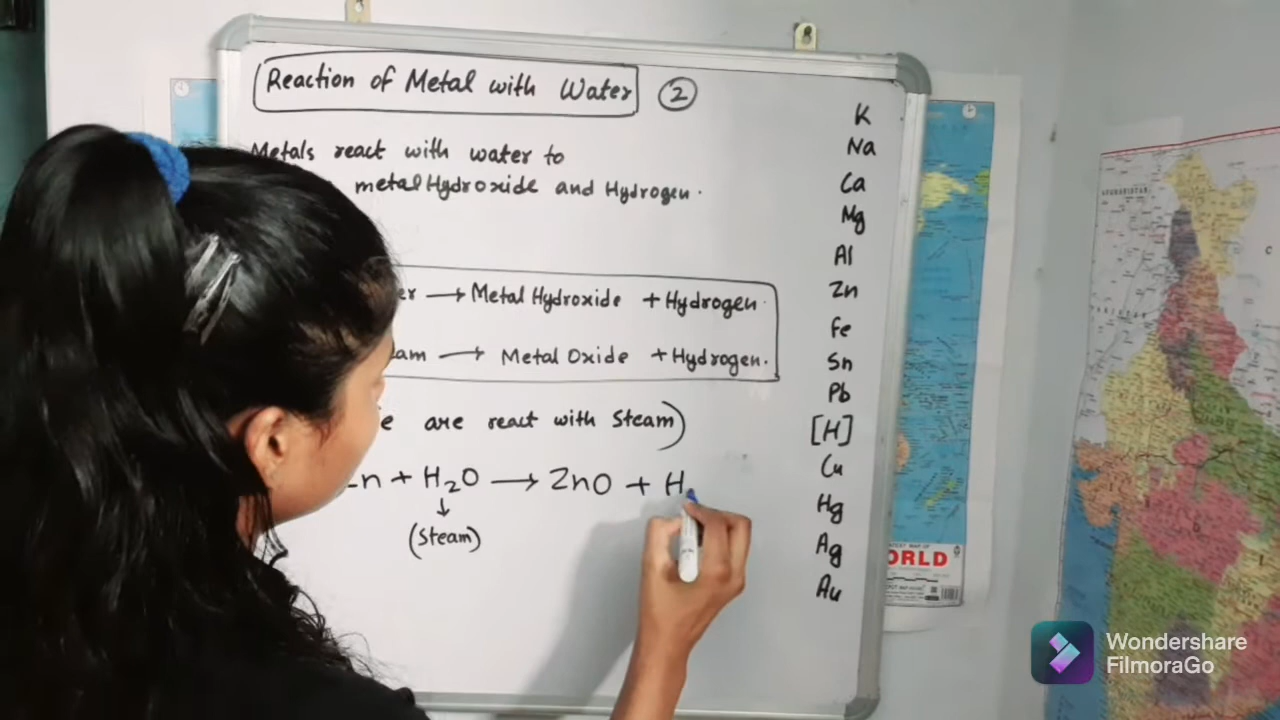 Reaction of Metal with Water 2
Metals react with water to
metal Hydroxide and Hydrogen.
→ Metal Hydroxide + Hydrogen.
→ Metal Oxide + Hydrogen.
are react with Steam)
+ H₂O → ZnO + H
↓
(Steam)
K
Na
Ca
Mg
Al
Zn
Fe
Sn
Pb
[H]
Cu
Hg
Ag
Au
AFGHANISTAN
ORLD
Wondershare
FilmoraGo